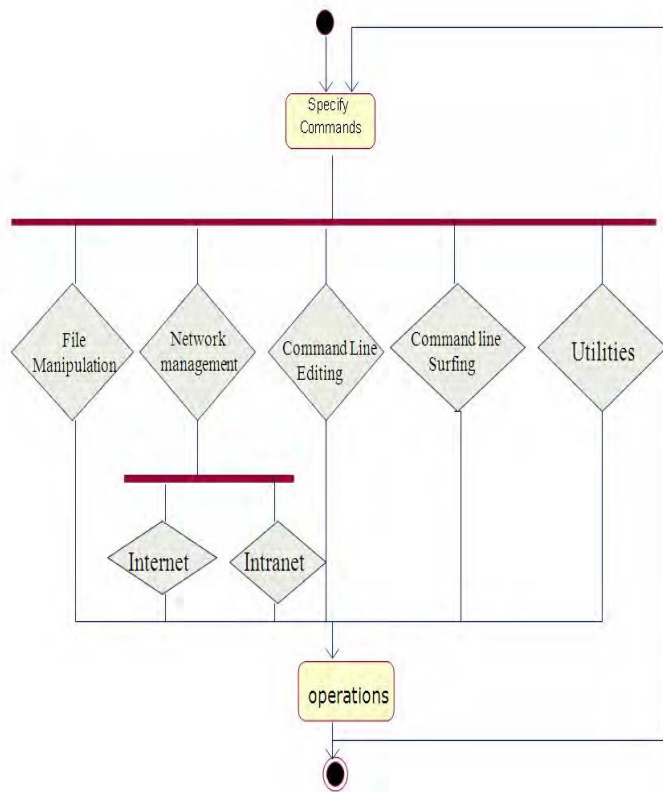 Specify
Commands
File
Manipulation
Network
management
Command Line
Editing
Command line
Surfing
Utilities
Internet
Intranet
operations